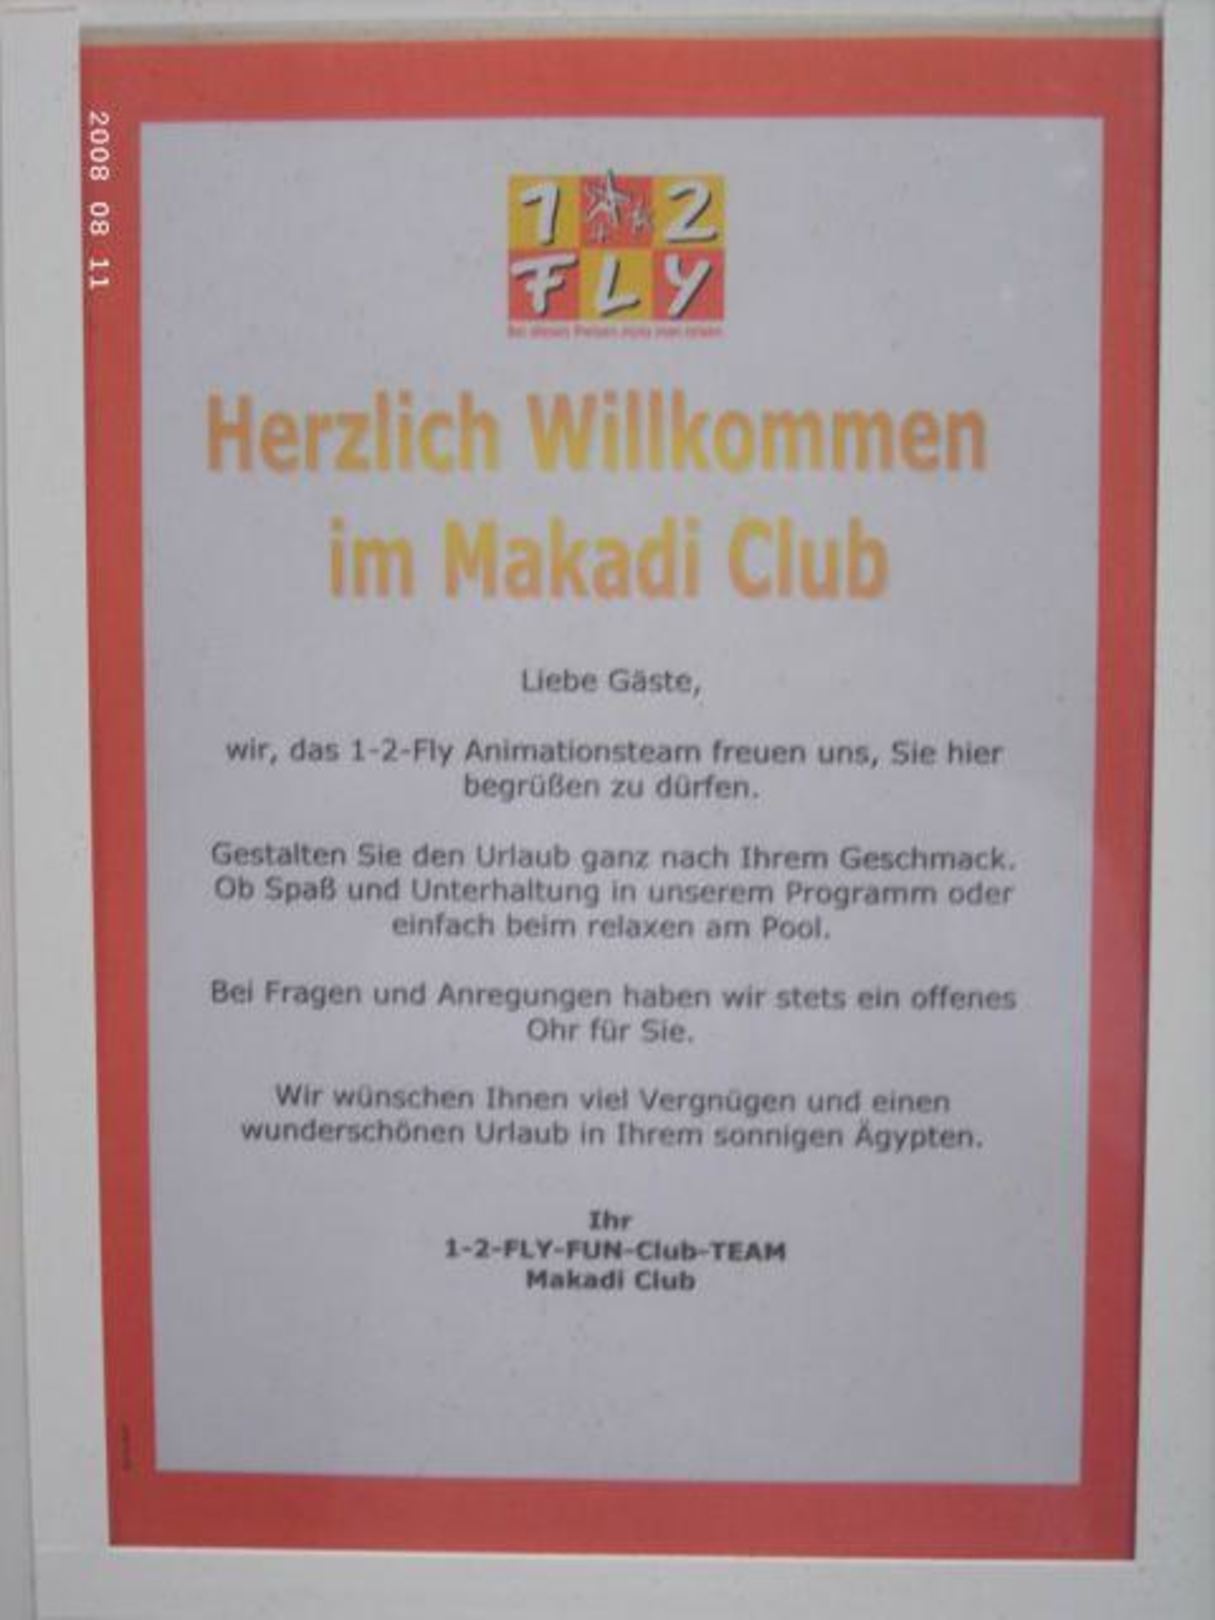 2008 08 11
1 2
FLY
Herzlich Willkommen
im Makadi Club
Liebe Gäste,
wir, das 1-2-Fly Animationsteam freuen uns, Sie hier
begrüßen zu dürfen.
Gestalten Sie den Urlaub ganz nach Ihrem Geschmack.
Ob Spaß und Unterhaltung in unserem Programm oder
einfach beim relaxen am Pool.
Bei Fragen und Anregungen haben wir stets ein offenes
Ohr für Sie.
Wir wünschen Ihnen viel Vergnügen und einen
wunderschönen Urlaub in Ihrem sonnigen Ägypten.
Ihr
1-2-FLY-FUN-Club-TEAM
Makadi Club